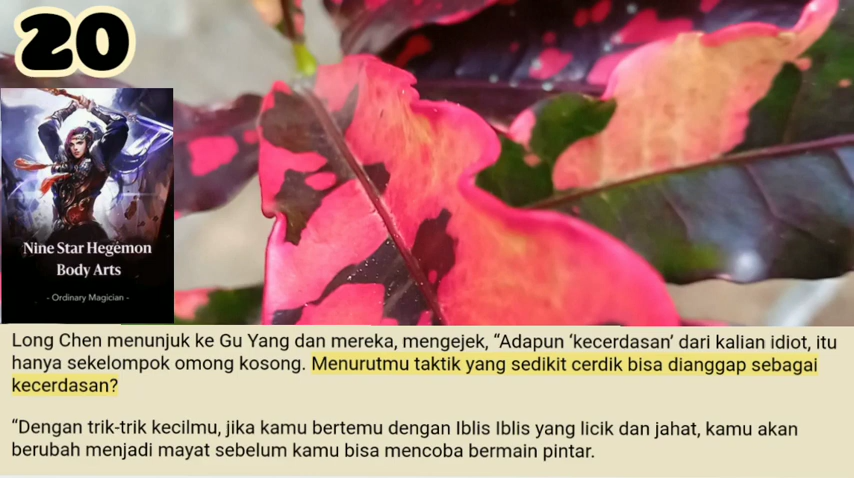 20
Nine Star Hegemon
Body Arts
- Ordinary Magician -
Long Chen menunjuk ke Gu Yang dan mereka, mengejek, “Adapun ‘kecerdasan’ dari kalian idiot, itu
hanya sekelompok omong kosong. Menurutmu taktik yang sedikit cerdik bisa dianggap sebagai
kecerdasan?
“Dengan trik-trik kecilmu, jika kamu bertemu dengan Iblis Iblis yang licik dan jahat, kamu akan
berubah menjadi mayat sebelum kamu bisa mencoba bermain pintar.